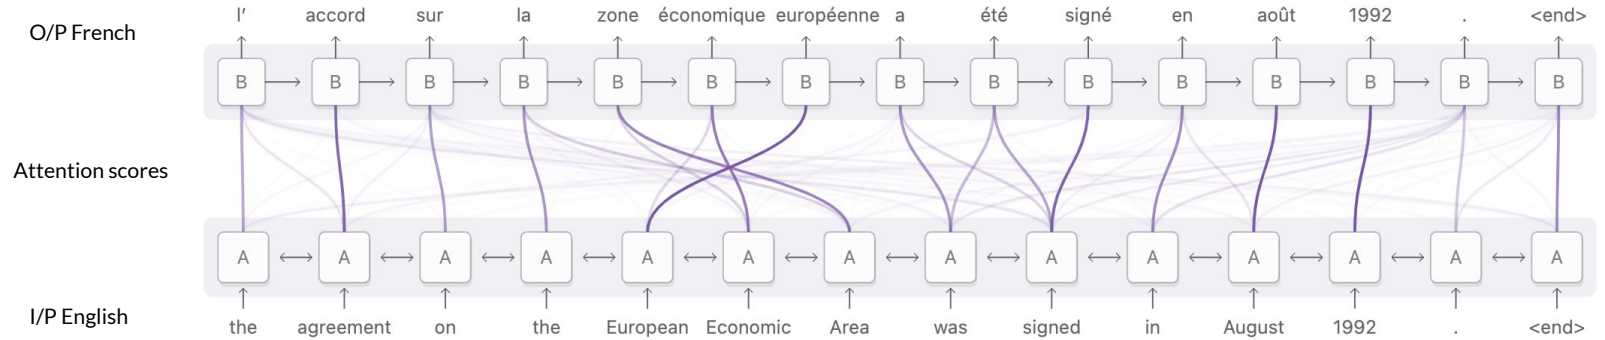 O/P French l' accord sur la zone économique européenne a été signé en août 1992 . <end>
B B B B B B B B B B B B B B B
Attention scores
A A A A A A A A A A A A A A
I/P English the agreement on the European Economic Area was signed in August 1992 . <end>